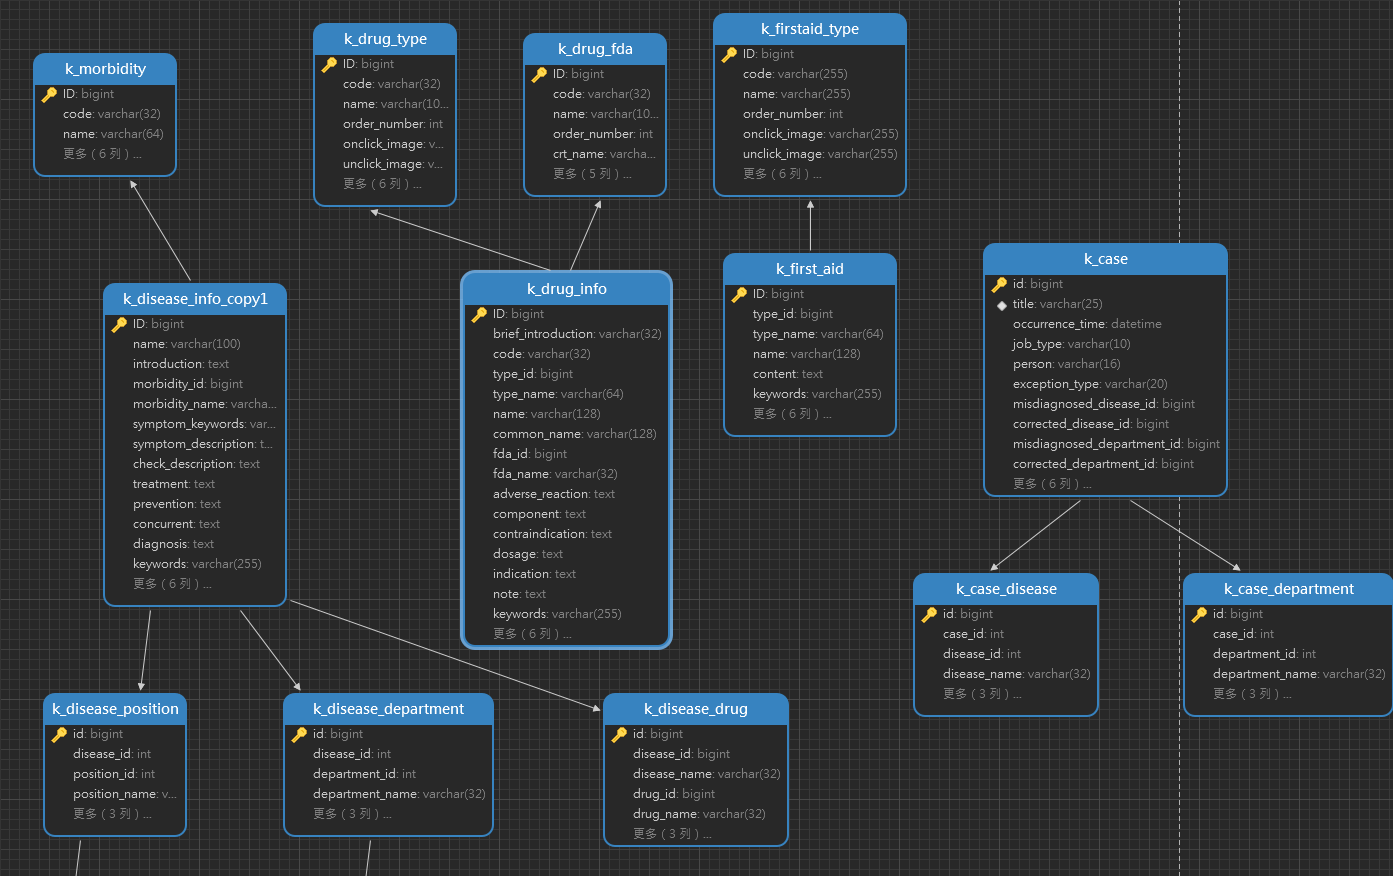 k_morbidity
ID: bigint
code: varchar(32)
name: varchar(64)
更多（6 列）...
k_drug_type
ID: bigint
code: varchar(32)
name: varchar(10...
order_number: int
onclick_image: v...
unclick_image: v...
更多（6 列）...
k_drug_fda
ID: bigint
code: varchar(32)
name: varchar(10...
order_number: int
crt_name: varcha...
更多（5 列）...
k_firstaid_type
ID: bigint
code: varchar(255)
name: varchar(255)
order_number: int
onclick_image: varchar(255)
unclick_image: varchar(255)
更多（6 列）...
k_disease_info_copy1
ID: bigint
name: varchar(100)
introduction: text
morbidity_id: bigint
morbidity_name: varcha...
symptom_keywords: var...
symptom_description: t...
check_description: text
treatment: text
prevention: text
concurrent: text
diagnosis: text
keywords: varchar(255)
更多（6 列）...
k_drug_info
ID: bigint
brief_introduction: varchar(32)
code: varchar(32)
type_id: bigint
type_name: varchar(64)
name: varchar(128)
common_name: varchar(128)
fda_id: bigint
fda_name: varchar(32)
adverse_reaction: text
component: text
contraindication: text
dosage: text
indication: text
note: text
keywords: varchar(255)
更多（6 列）...
k_first_aid
ID: bigint
type_id: bigint
type_name: varchar(64)
name: varchar(128)
content: text
keywords: varchar(255)
更多（6 列）...
k_case
id: bigint
title: varchar(25)
occurrence_time: datetime
job_type: varchar(10)
person: varchar(16)
exception_type: varchar(20)
misdiagnosed_disease_id: bigint
corrected_disease_id: bigint
misdiagnosed_department_id: bigint
corrected_department_id: bigint
更多（6 列）...
k_case_disease
id: bigint
case_id: int
disease_id: int
disease_name: varchar(32)
更多（3 列）...
k_case_department
id: bigint
case_id: int
department_id: int
department_name: varchar(32)
更多（3 列）...
k_disease_position
id: bigint
disease_id: int
position_id: int
position_name: v...
更多（3 列）...
k_disease_department
id: bigint
disease_id: int
department_id: int
department_name: varchar(32)
更多（3 列）...
k_disease_drug
id: bigint
disease_id: bigint
disease_name: varchar(32)
drug_id: bigint
drug_name: varchar(32)
更多（3 列）...